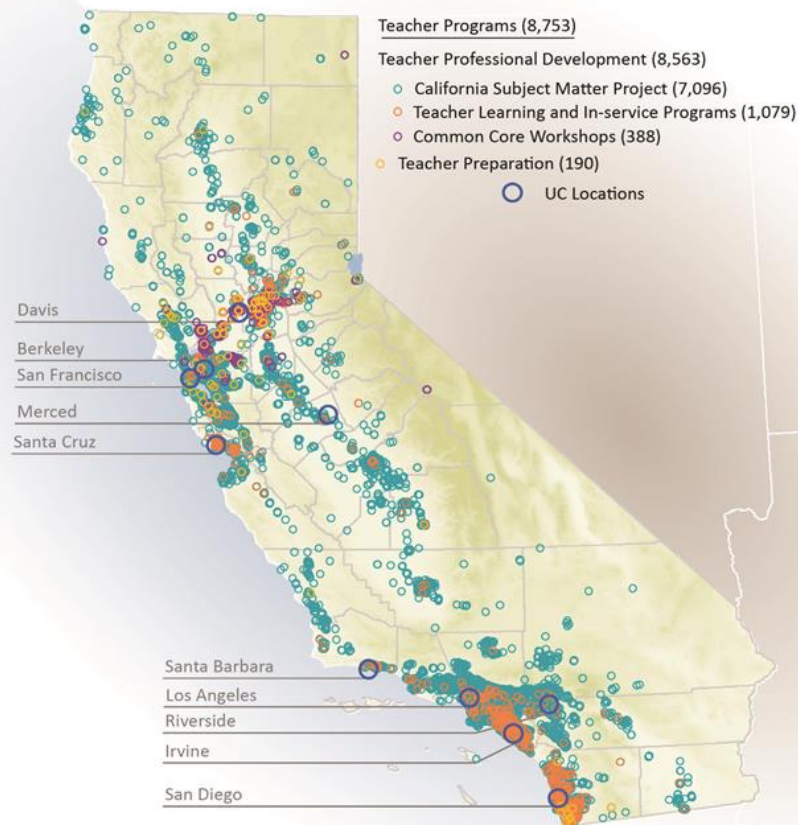 Teacher Programs (8,753)
Teacher Professional Development (8,563)
California Subject Matter Project (7,096)
Teacher Learning and In-service Programs (1,079)
Common Core Workshops (388)
Teacher Preparation (190)
UC Locations
Davis
Berkeley
San Francisco
Merced
Santa Cruz
Santa Barbara
Los Angeles
Riverside
Irvine
San Diego